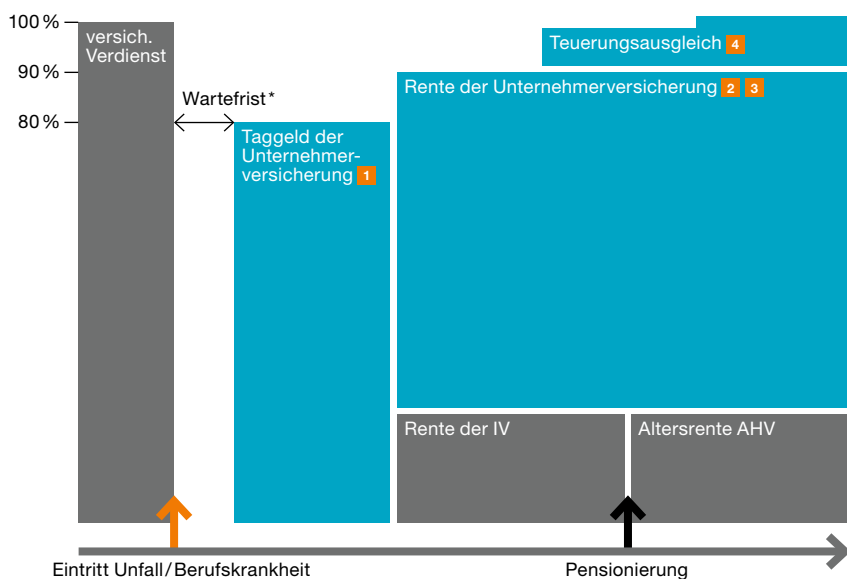 100 %
90 %
80 %
versich.
Verdienst
Wartefrist*
Taggeld der
Unternehmer-
versicherung 1
Teuerungsausgleich 4
Rente der Unternehmerversicherung 2 3
Rente der IV
Altersrente AHV
Eintritt Unfall/Berufskrankheit
Pensionierung